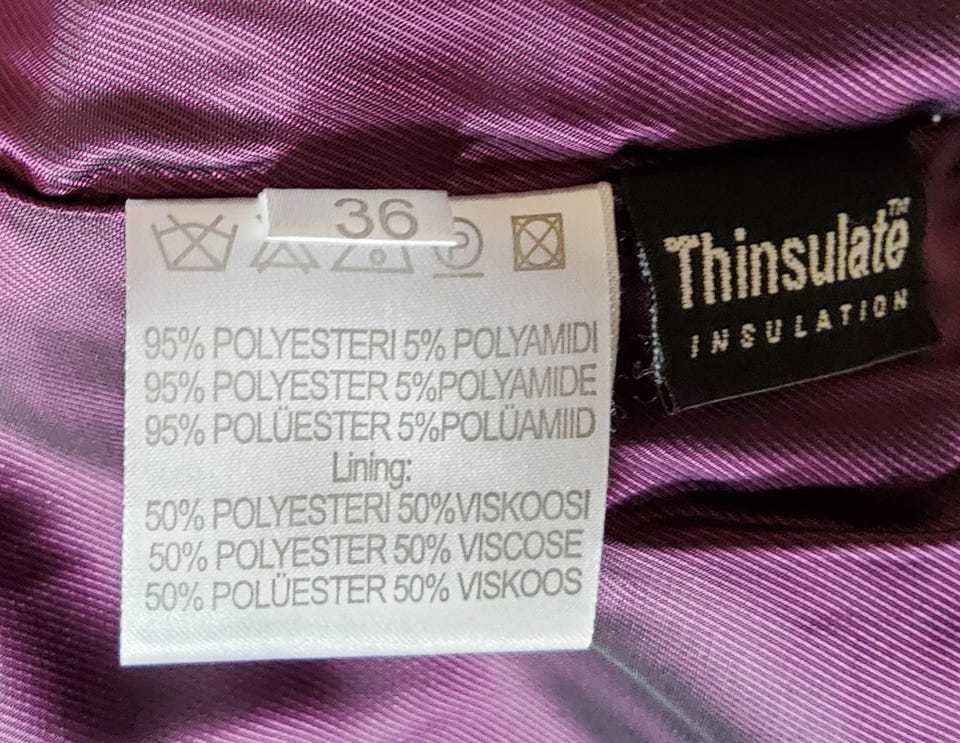 36
P
95% POLYESTERI 5% POLYAMIDI
95% POLYESTER 5%POLYAMIDE
95% POLÜESTER 5%POLÜAMIID
Lining:
50% POLYESTERI 50%VISKOOSI
50% POLYESTER 50% VISCOSE
50% POLÜESTER 50% VISKOOS
Thinsulate™
INSULATION